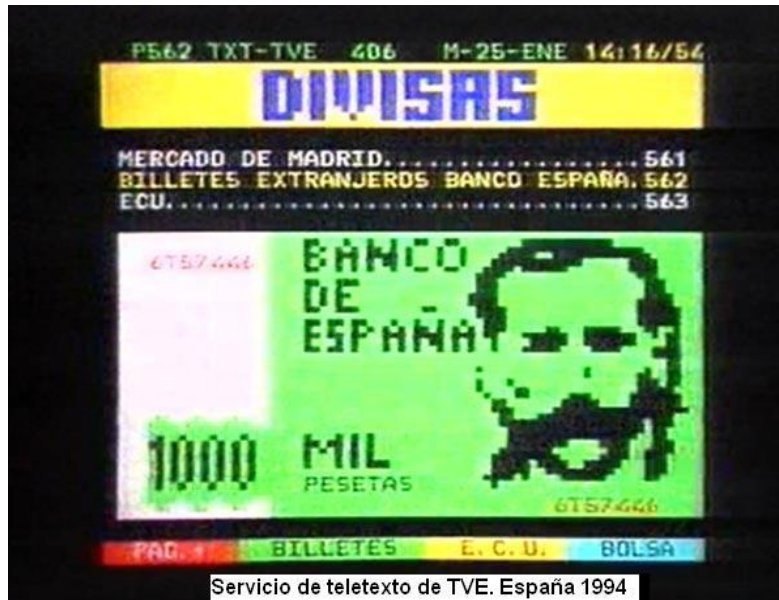 P562 TXT-TVE 406 M-25-ENE 14:16/54
DIVISAS
MERCADO DE MADRID..................561
BILLETES EXTRANJEROS BANCO ESPAÑA.562
ECU.................................563
6T57446
BANCO
DE
ESPAÑA
1000 MIL
PESETAS
6T57446
PAG. + BILLETES E.C.U. BOLSA
Servicio de teletexto de TVE. España 1994